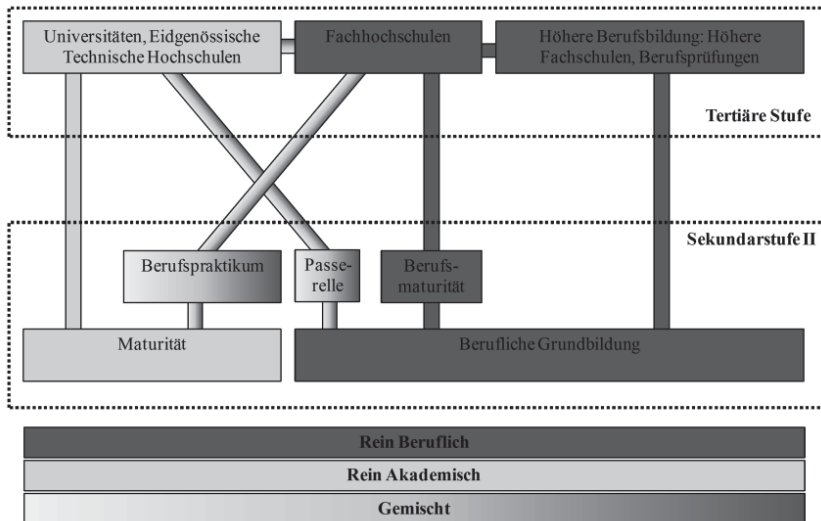 Universitäten, Eidgenössische
Technische Hochschulen
Fachhochschulen
Höhere Berufsbildung: Höhere
Fachschulen, Berufsprüfungen
Tertiäre Stufe
Sekundarstufe II
Berufspraktikum
Passe-
relle
Berufs-
maturität
Maturität
Berufliche Grundbildung
Rein Beruflich
Rein Akademisch
Gemischt